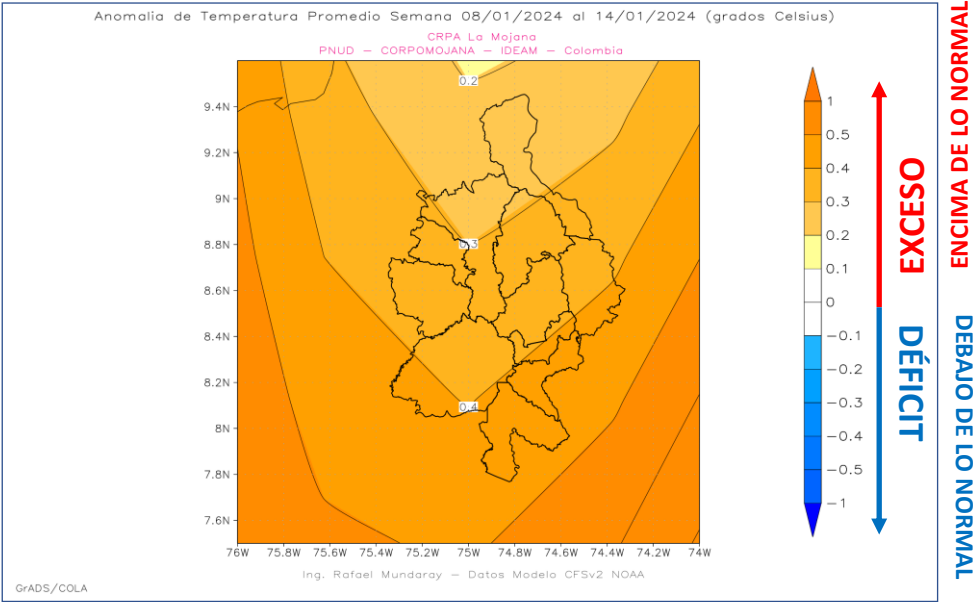 Anomalia de Temperatura Promedio Semana 08/01/2024 al 14/01/2024 (grados Celsius)
CRPA La Mojana
PNUD – CORPOMOJANA – IDEAM – Colombia
0.2
0.3
0.4
9.4N
9.2N
9N
8.8N
8.6N
8.4N
8.2N
8N
7.8N
7.6N
76W 75.8W 75.6W 75.4W 75.2W 75W 74.8W 74.6W 74.4W 74.2W 74W
1
0.5
0.4
0.3
0.2
0.1
0
−0.1
−0.2
−0.3
−0.4
−0.5
−1
EXCESO
DÉFICIT
ENCIMA DE LO NORMAL
DEBAJO DE LO NORMAL
Ing. Rafael Mundaray – Datos Modelo CFSv2 NOAA
GrADS/COLA